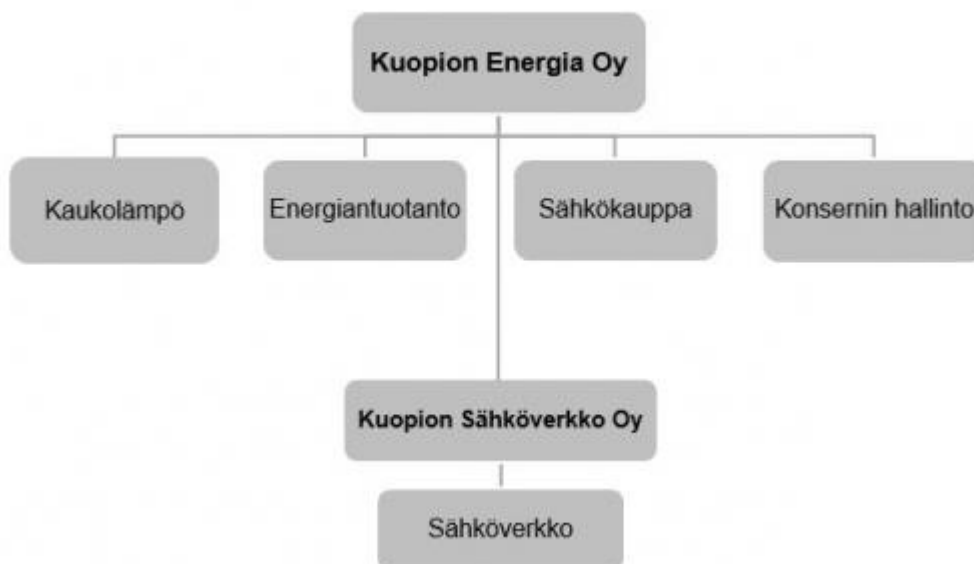 Kuopion Energia Oy
Kaukolämpö
Energiantuotanto
Sähkökauppa
Konsernin hallinto
Kuopion Sähköverkko Oy
Sähköverkko